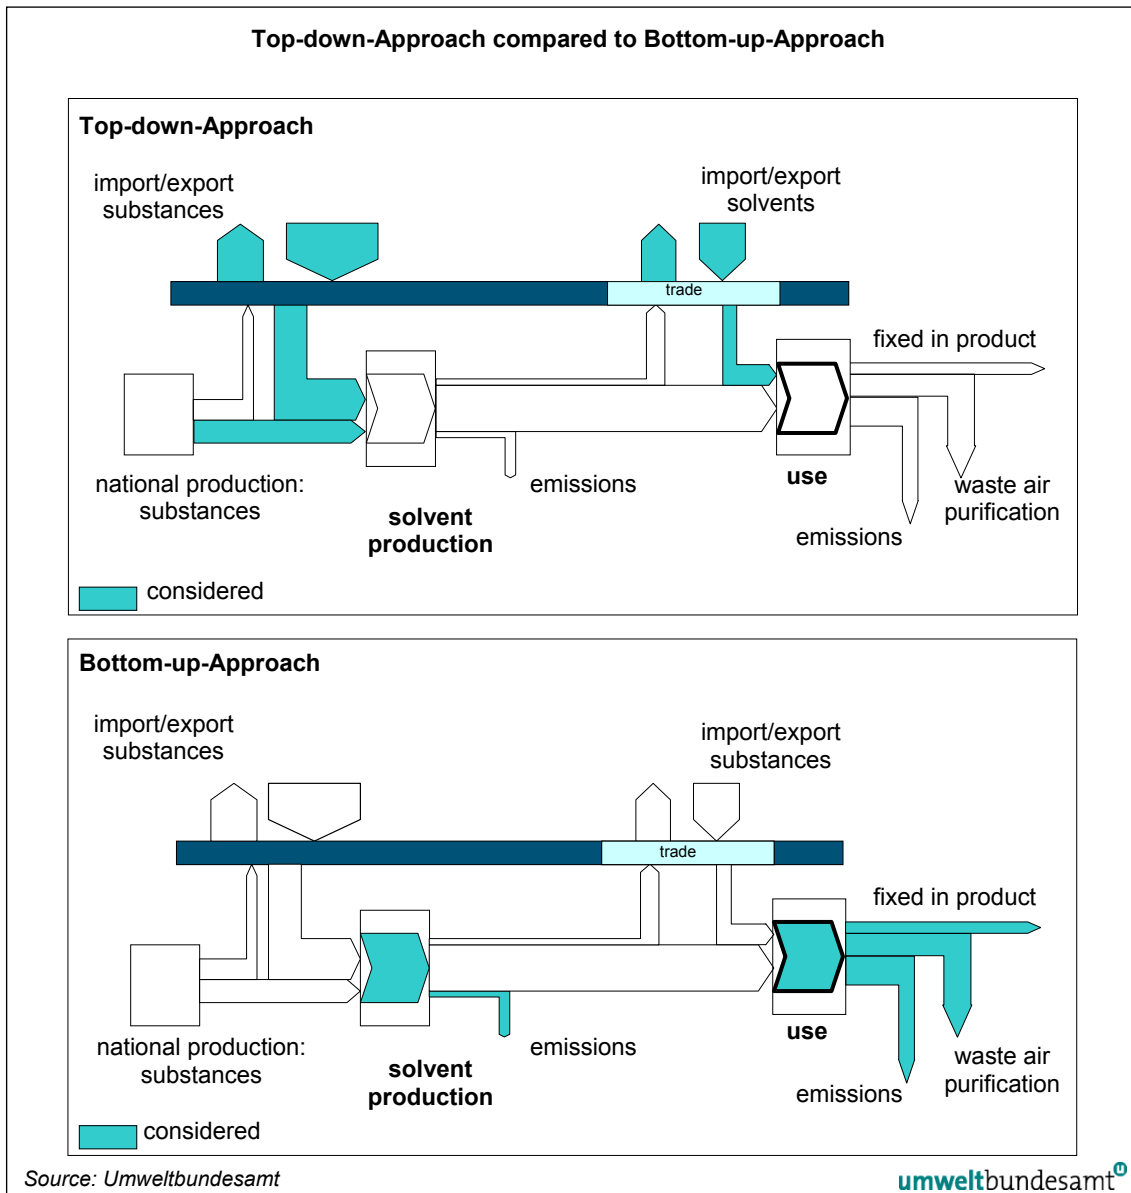 Top-down-Approach compared to Bottom-up-Approach
Top-down-Approach
import/export
substances
import/export
solvents
trade
fixed in product
national production:
substances
solvent
production
emissions
use
waste air
purification
emissions
considered
Bottom-up-Approach
import/export
substances
import/export
substances
trade
fixed in product
national production:
substances
solvent
production
emissions
use
waste air
purification
emissions
considered
Source: Umweltbundesamt
umweltbundesamt u